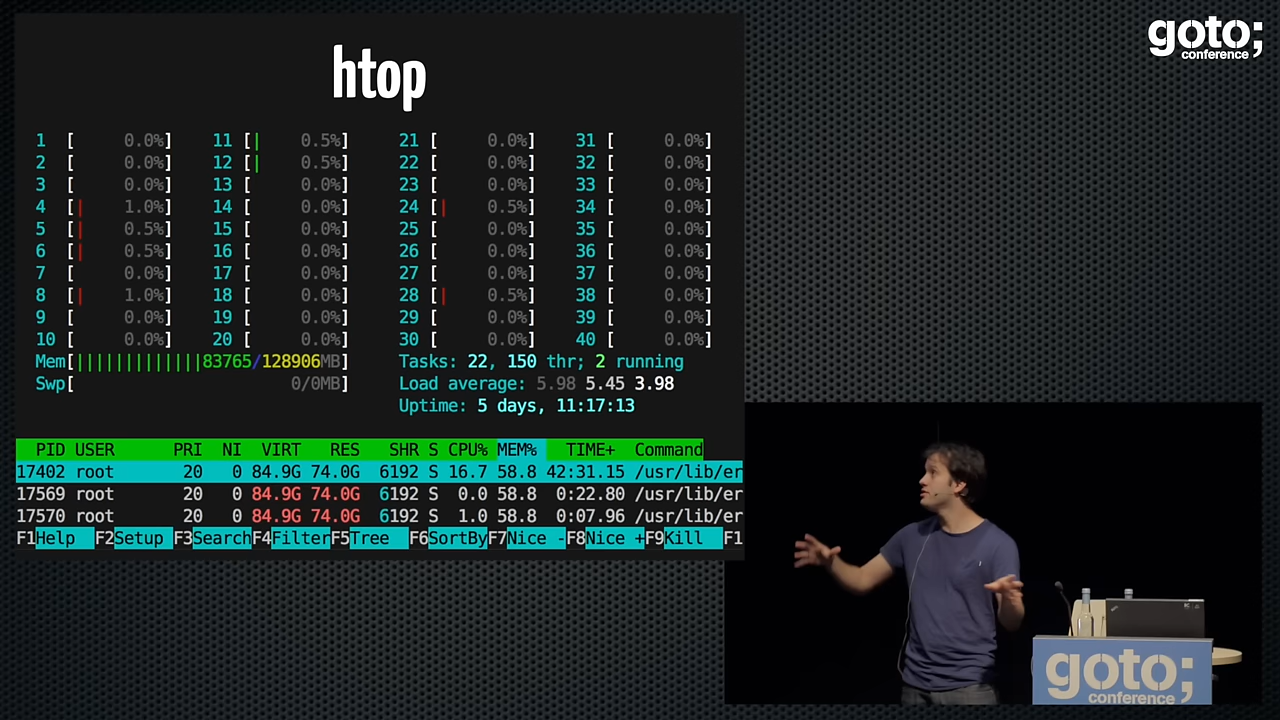 goto;
conference
htop
1 [ 0.0%] 11 [| 0.5%] 21 [ 0.0%] 31 [ 0.0%]
2 [ 0.0%] 12 [| 0.5%] 22 [ 0.0%] 32 [ 0.0%]
3 [ 0.0%] 13 [ 0.0%] 23 [ 0.0%] 33 [ 0.0%]
4 [| 1.0%] 14 [ 0.0%] 24 [| 0.5%] 34 [ 0.0%]
5 [| 0.5%] 15 [ 0.0%] 25 [ 0.0%] 35 [ 0.0%]
6 [| 0.5%] 16 [ 0.0%] 26 [ 0.0%] 36 [ 0.0%]
7 [ 0.0%] 17 [ 0.0%] 27 [ 0.0%] 37 [ 0.0%]
8 [| 1.0%] 18 [ 0.0%] 28 [| 0.5%] 38 [ 0.0%]
9 [ 0.0%] 19 [ 0.0%] 29 [ 0.0%] 39 [ 0.0%]
10 [ 0.0%] 20 [ 0.0%] 30 [ 0.0%] 40 [ 0.0%]
Mem[|||||||||||||83765/128906MB] Tasks: 22, 150 thr; 2 running
Swp[ 0/0MB] Load average: 5.98 5.45 3.98
Uptime: 5 days, 11:17:13
PID USER PRI NI VIRT RES SHR S CPU% MEM% TIME+ Command
17402 root 20 0 84.9G 74.0G 6192 S 16.7 58.8 42:31.15 /usr/lib/er
17569 root 20 0 84.9G 74.0G 6192 S 0.0 58.8 0:22.80 /usr/lib/er
17570 root 20 0 84.9G 74.0G 6192 S 1.0 58.8 0:07.96 /usr/lib/er
F1Help F2Setup F3SearchF4FilterF5Tree F6SortByF7Nice -F8Nice +F9Kill F1
goto;
conference